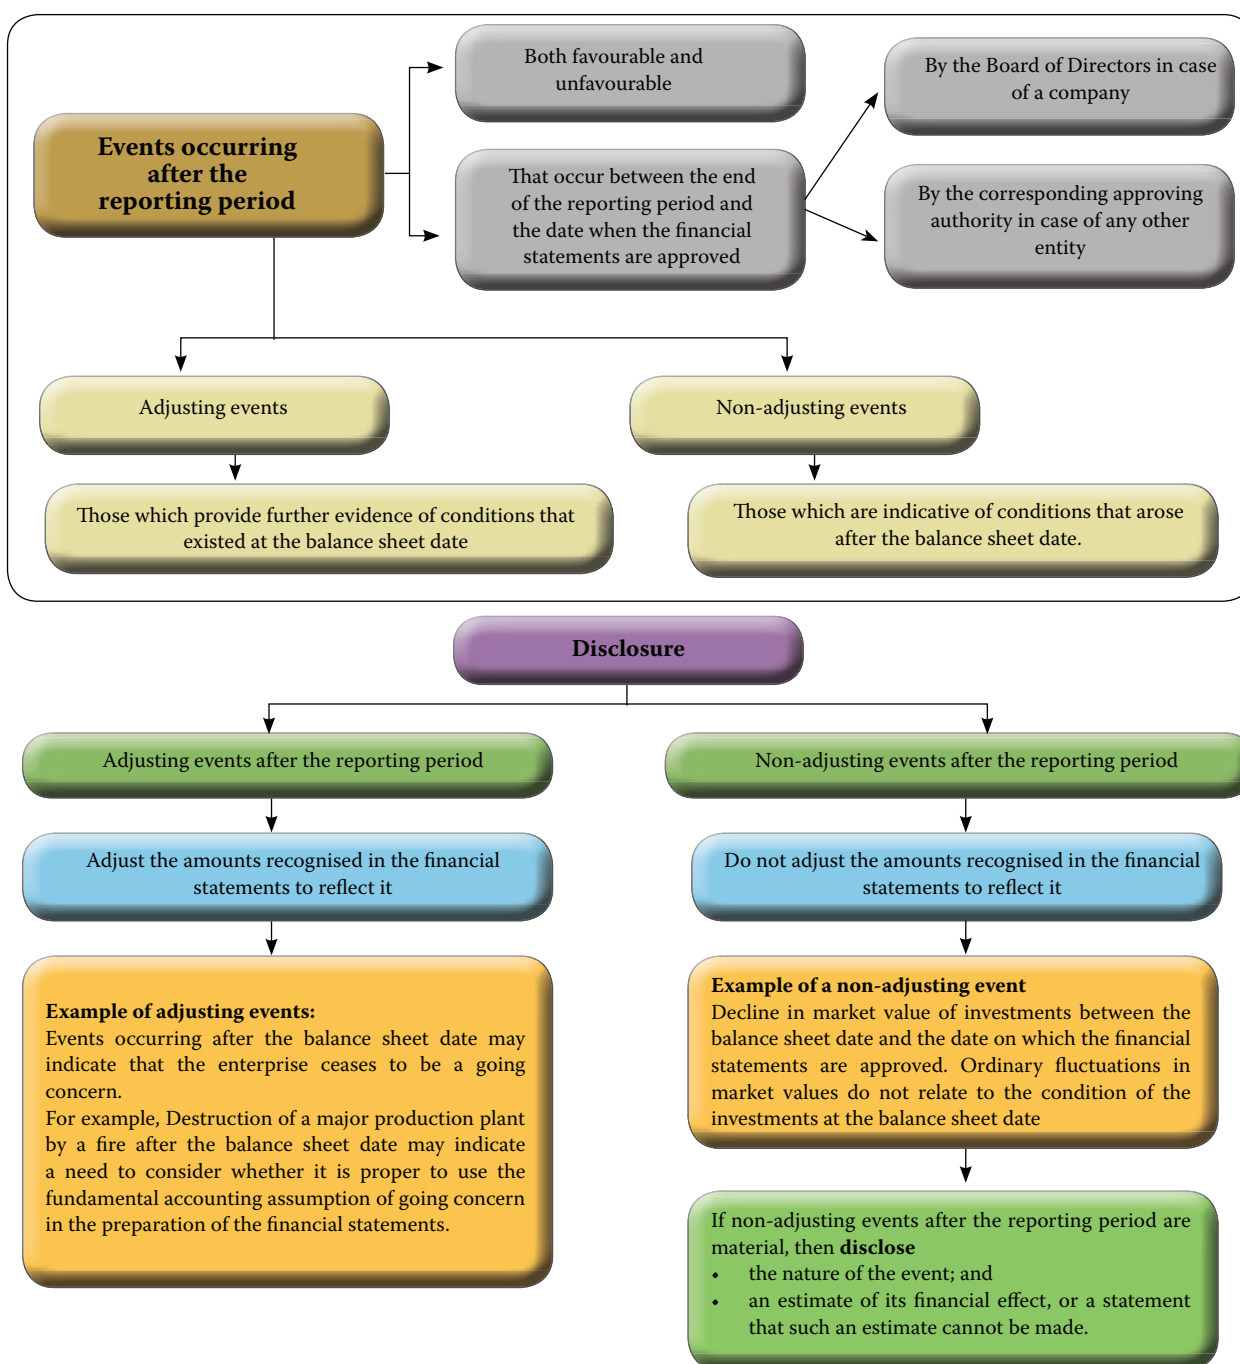 Both favourable and
unfavourable
By the Board of Directors in case
of a company
Events occurring
after the
reporting period
That occur between the end
of the reporting period and
the date when the financial
statements are approved
By the corresponding approving
authority in case of any other
entity
Adjusting events
Non-adjusting events
Those which provide further evidence of conditions that
existed at the balance sheet date
Those which are indicative of conditions that arose
after the balance sheet date.
Disclosure
Adjusting events after the reporting period
Non-adjusting events after the reporting period
Adjust the amounts recognised in the financial
statements to reflect it
Do not adjust the amounts recognised in the financial
statements to reflect it
Example of adjusting events:
Events occurring after the balance sheet date may
indicate that the enterprise ceases to be a going
concern.
For example, Destruction of a major production plant
by a fire after the balance sheet date may indicate
a need to consider whether it is proper to use the
fundamental accounting assumption of going concern
in the preparation of the financial statements.
Example of a non-adjusting event
Decline in market value of investments between the
balance sheet date and the date on which the financial
statements are approved. Ordinary fluctuations in
market values do not relate to the condition of the
investments at the balance sheet date
If non-adjusting events after the reporting period are
material, then disclose
• the nature of the event; and
• an estimate of its financial effect, or a statement
that such an estimate cannot be made.